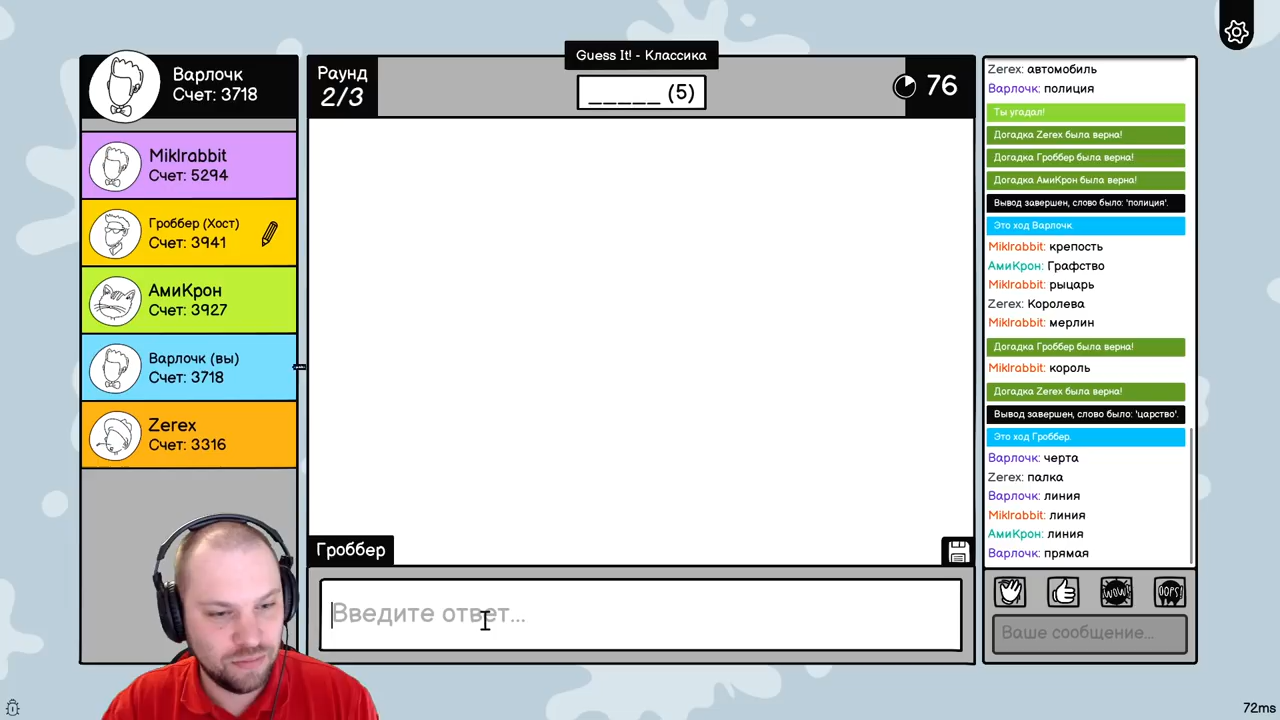 Guess It! - Классика
_____ (5)
Раунд
2/3
76
Варлочк
Счет: 3718
Miklrabbit
Счет: 5294
Гроббер (Хост)
Счет: 3941
АмиКрон
Счет: 3927
Варлочк (вы)
Счет: 3718
Zerex
Счет: 3316
Гроббер
Введите ответ...
Zerex: автомобиль
Варлочк: полиция
Ты угадал!
Догадка Zerex была верна!
Догадка Гроббер была верна!
Догадка АмиКрон была верна!
Вывод завершен, слово было: 'полиция'.
Это ход Варлочк.
Miklrabbit: крепость
АмиКрон: Графство
Miklrabbit: рыцарь
Zerex: Королева
Miklrabbit: мерлин
Догадка Гроббер была верна!
Miklrabbit: король
Догадка Zerex была верна!
Вывод завершен, слово было: 'царство'.
Это ход Гроббер.
Варлочк: черта
Zerex: палка
Варлочк: линия
Miklrabbit: линия
АмиКрон: линия
Варлочк: прямая
WOW!
OOPS!
Ваше сообщение...
72ms